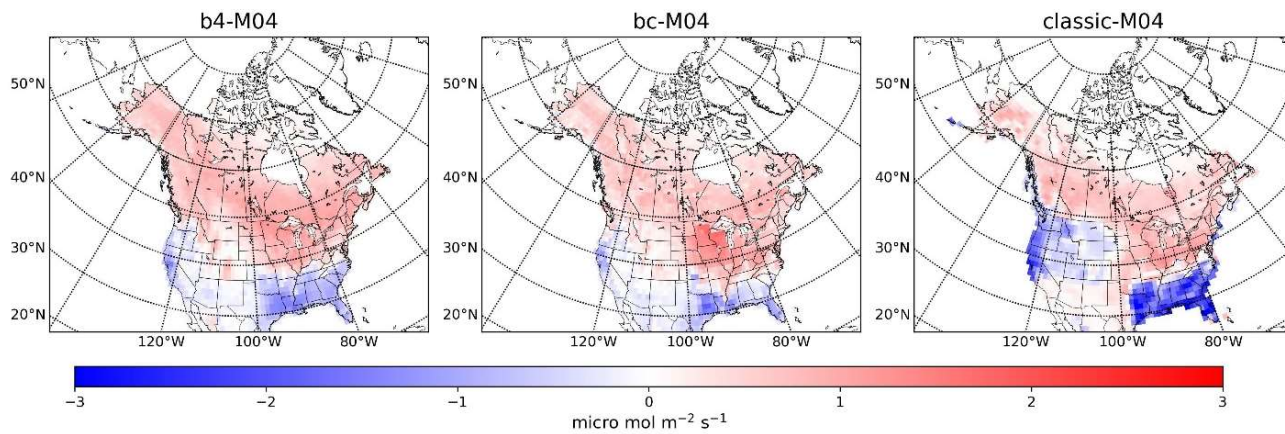 b4-M04 bc-M04 classic-M04
50°N 50°N 50°N
40°N 40°N 40°N
30°N 30°N 30°N
20°N 20°N 20°N
120°W 100°W 80°W 120°W 100°W 80°W 120°W 100°W 80°W
−3 −2 −1 0 1 2 3
micro mol m⁻² s⁻¹